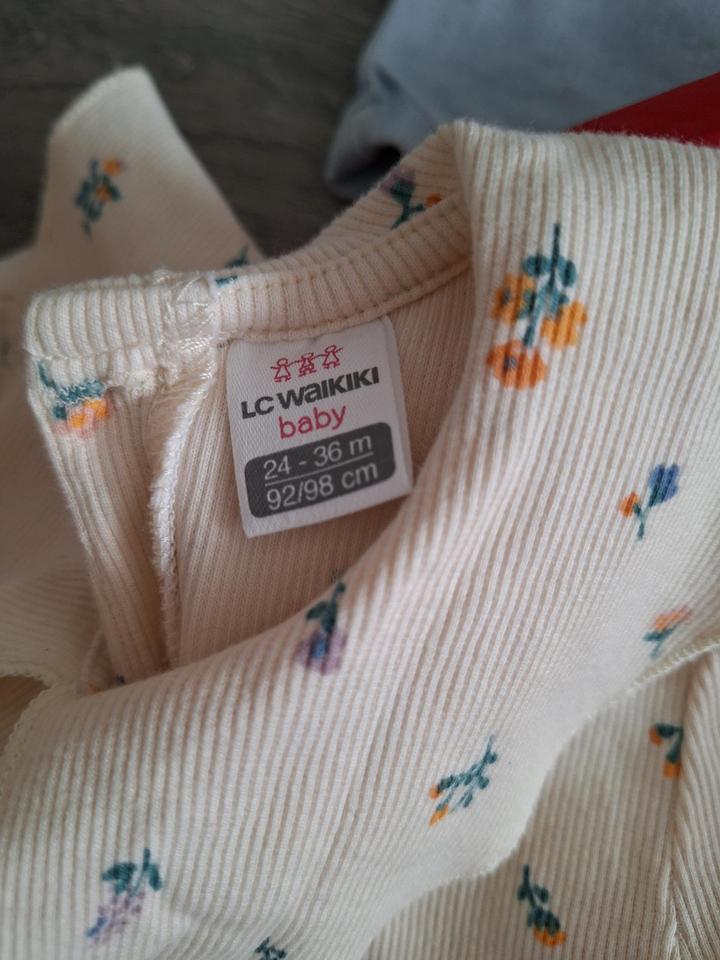 LC WAIKIKI
baby
24 - 36 m
92/98 cm